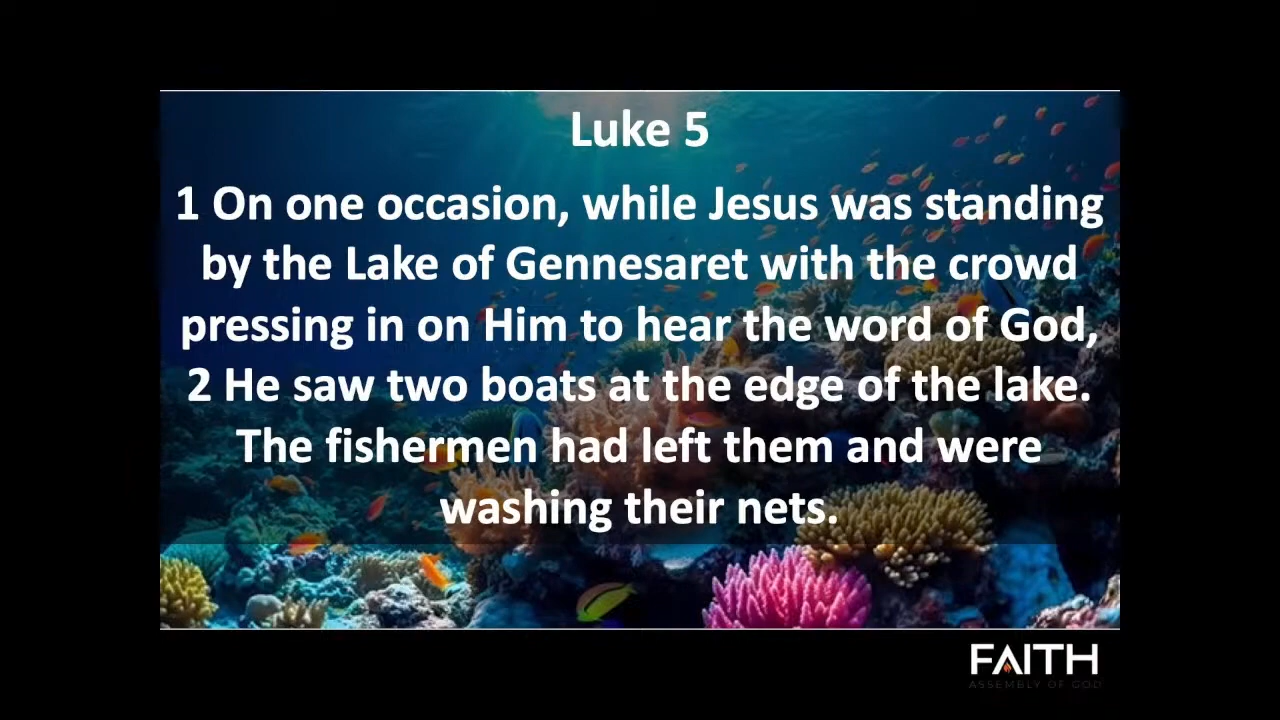 Luke 5
1 On one occasion, while Jesus was standing
by the Lake of Gennesaret with the crowd
pressing in on Him to hear the word of God,
2 He saw two boats at the edge of the lake.
The fishermen had left them and were
washing their nets.
FAITH
ASSEMBLY OF GOD